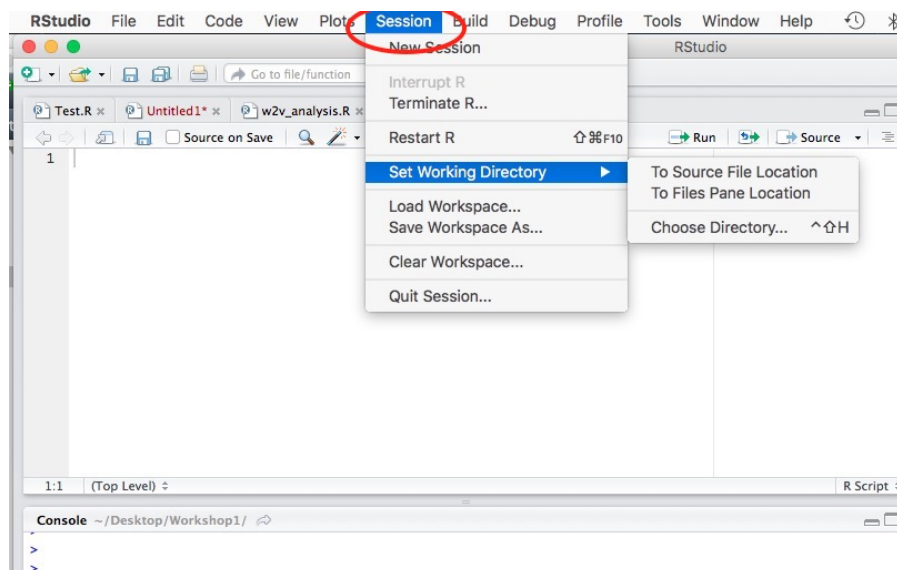 RStudio File Edit Code View Plots Session Build Debug Profile Tools Window Help
New Session
RStudio
Go to file/function
Interrupt R
Terminate R...
Test.R × Untitled1* × w2v_analysis.R ×
Source on Save Run Source
Restart R ⇧⌘F10
1
Set Working Directory ▶
To Source File Location
To Files Pane Location
Choose Directory... ^⇧H
Load Workspace...
Save Workspace As...
Clear Workspace...
Quit Session...
1:1 (Top Level) R Script
Console ~/Desktop/Workshop1/
>
>